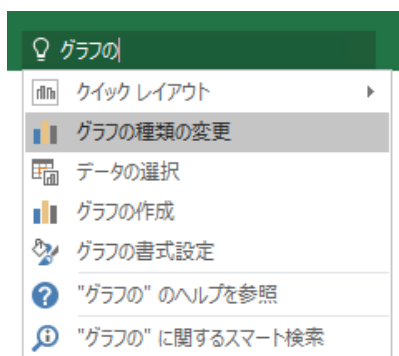 グラフの
クイック レイアウト
グラフの種類の変更
データの選択
グラフの作成
グラフの書式設定
"グラフの" のヘルプを参照
"グラフの" に関するスマート検索